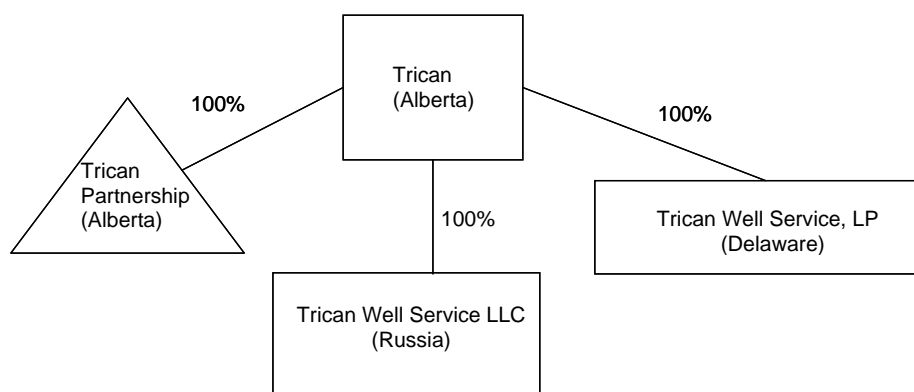 Trican
(Alberta)
100%
100%
Trican
Partnership
(Alberta)
Trican Well Service, LP
(Delaware)
100%
Trican Well Service LLC
(Russia)